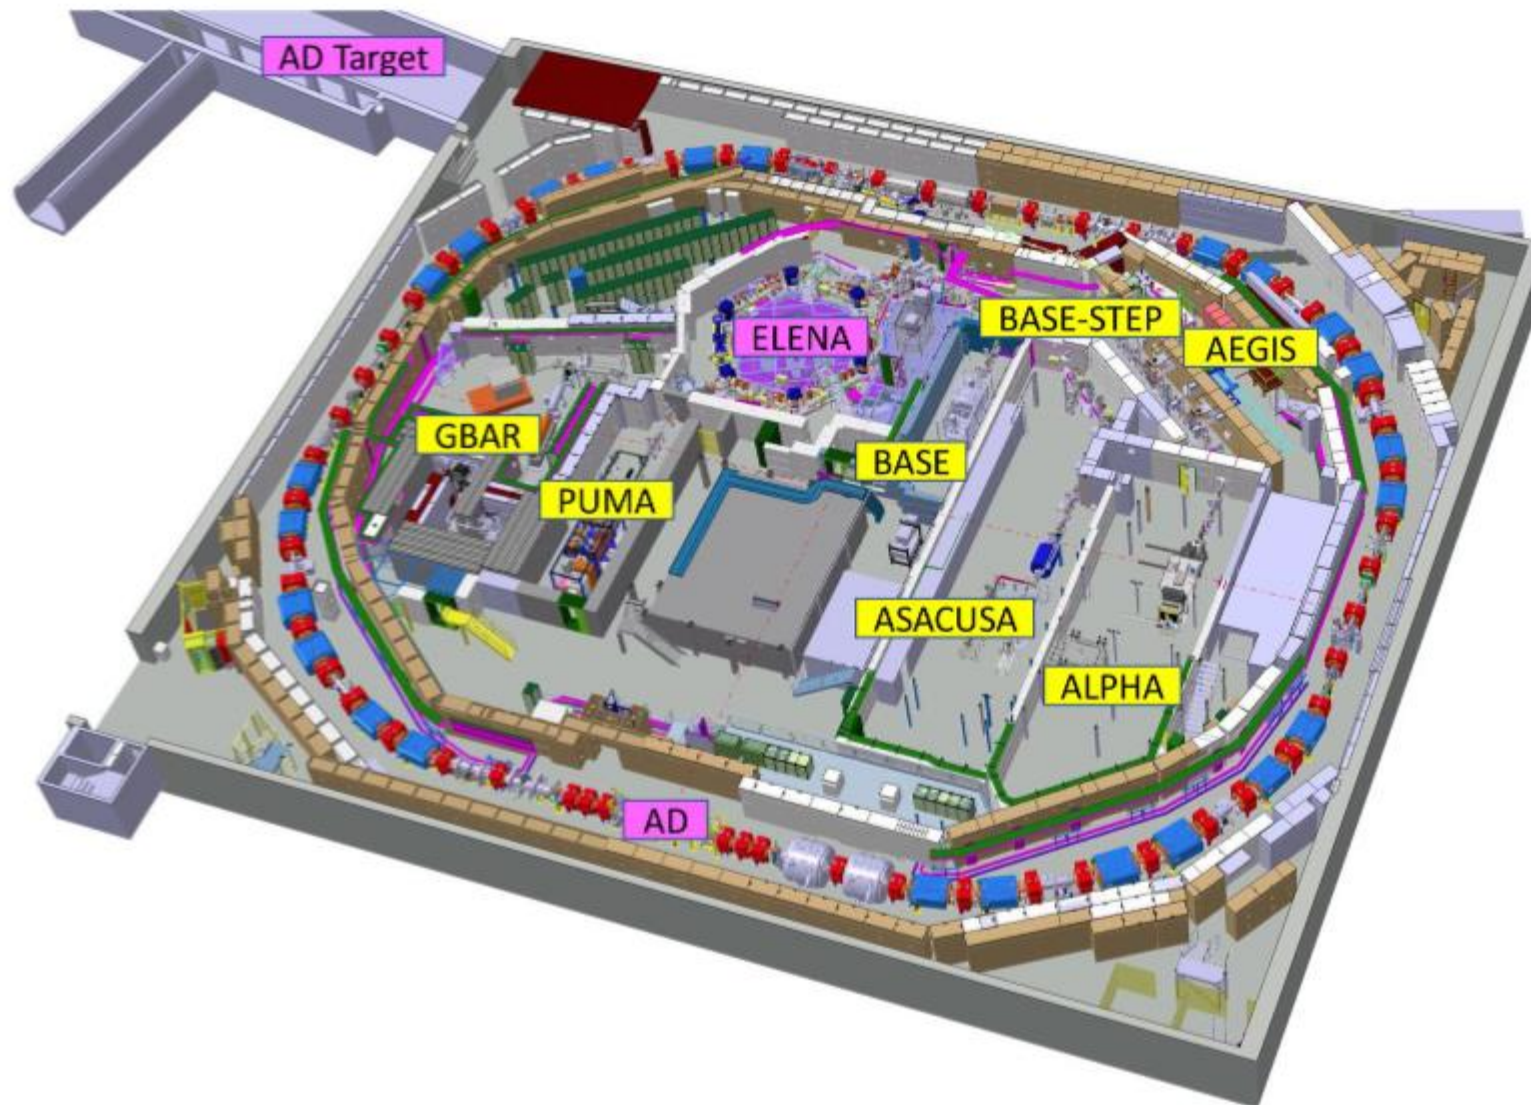 AD Target
ELENA
BASE-STEP
AEGIS
GBAR
BASE
PUMA
ASACUSA
ALPHA
AD